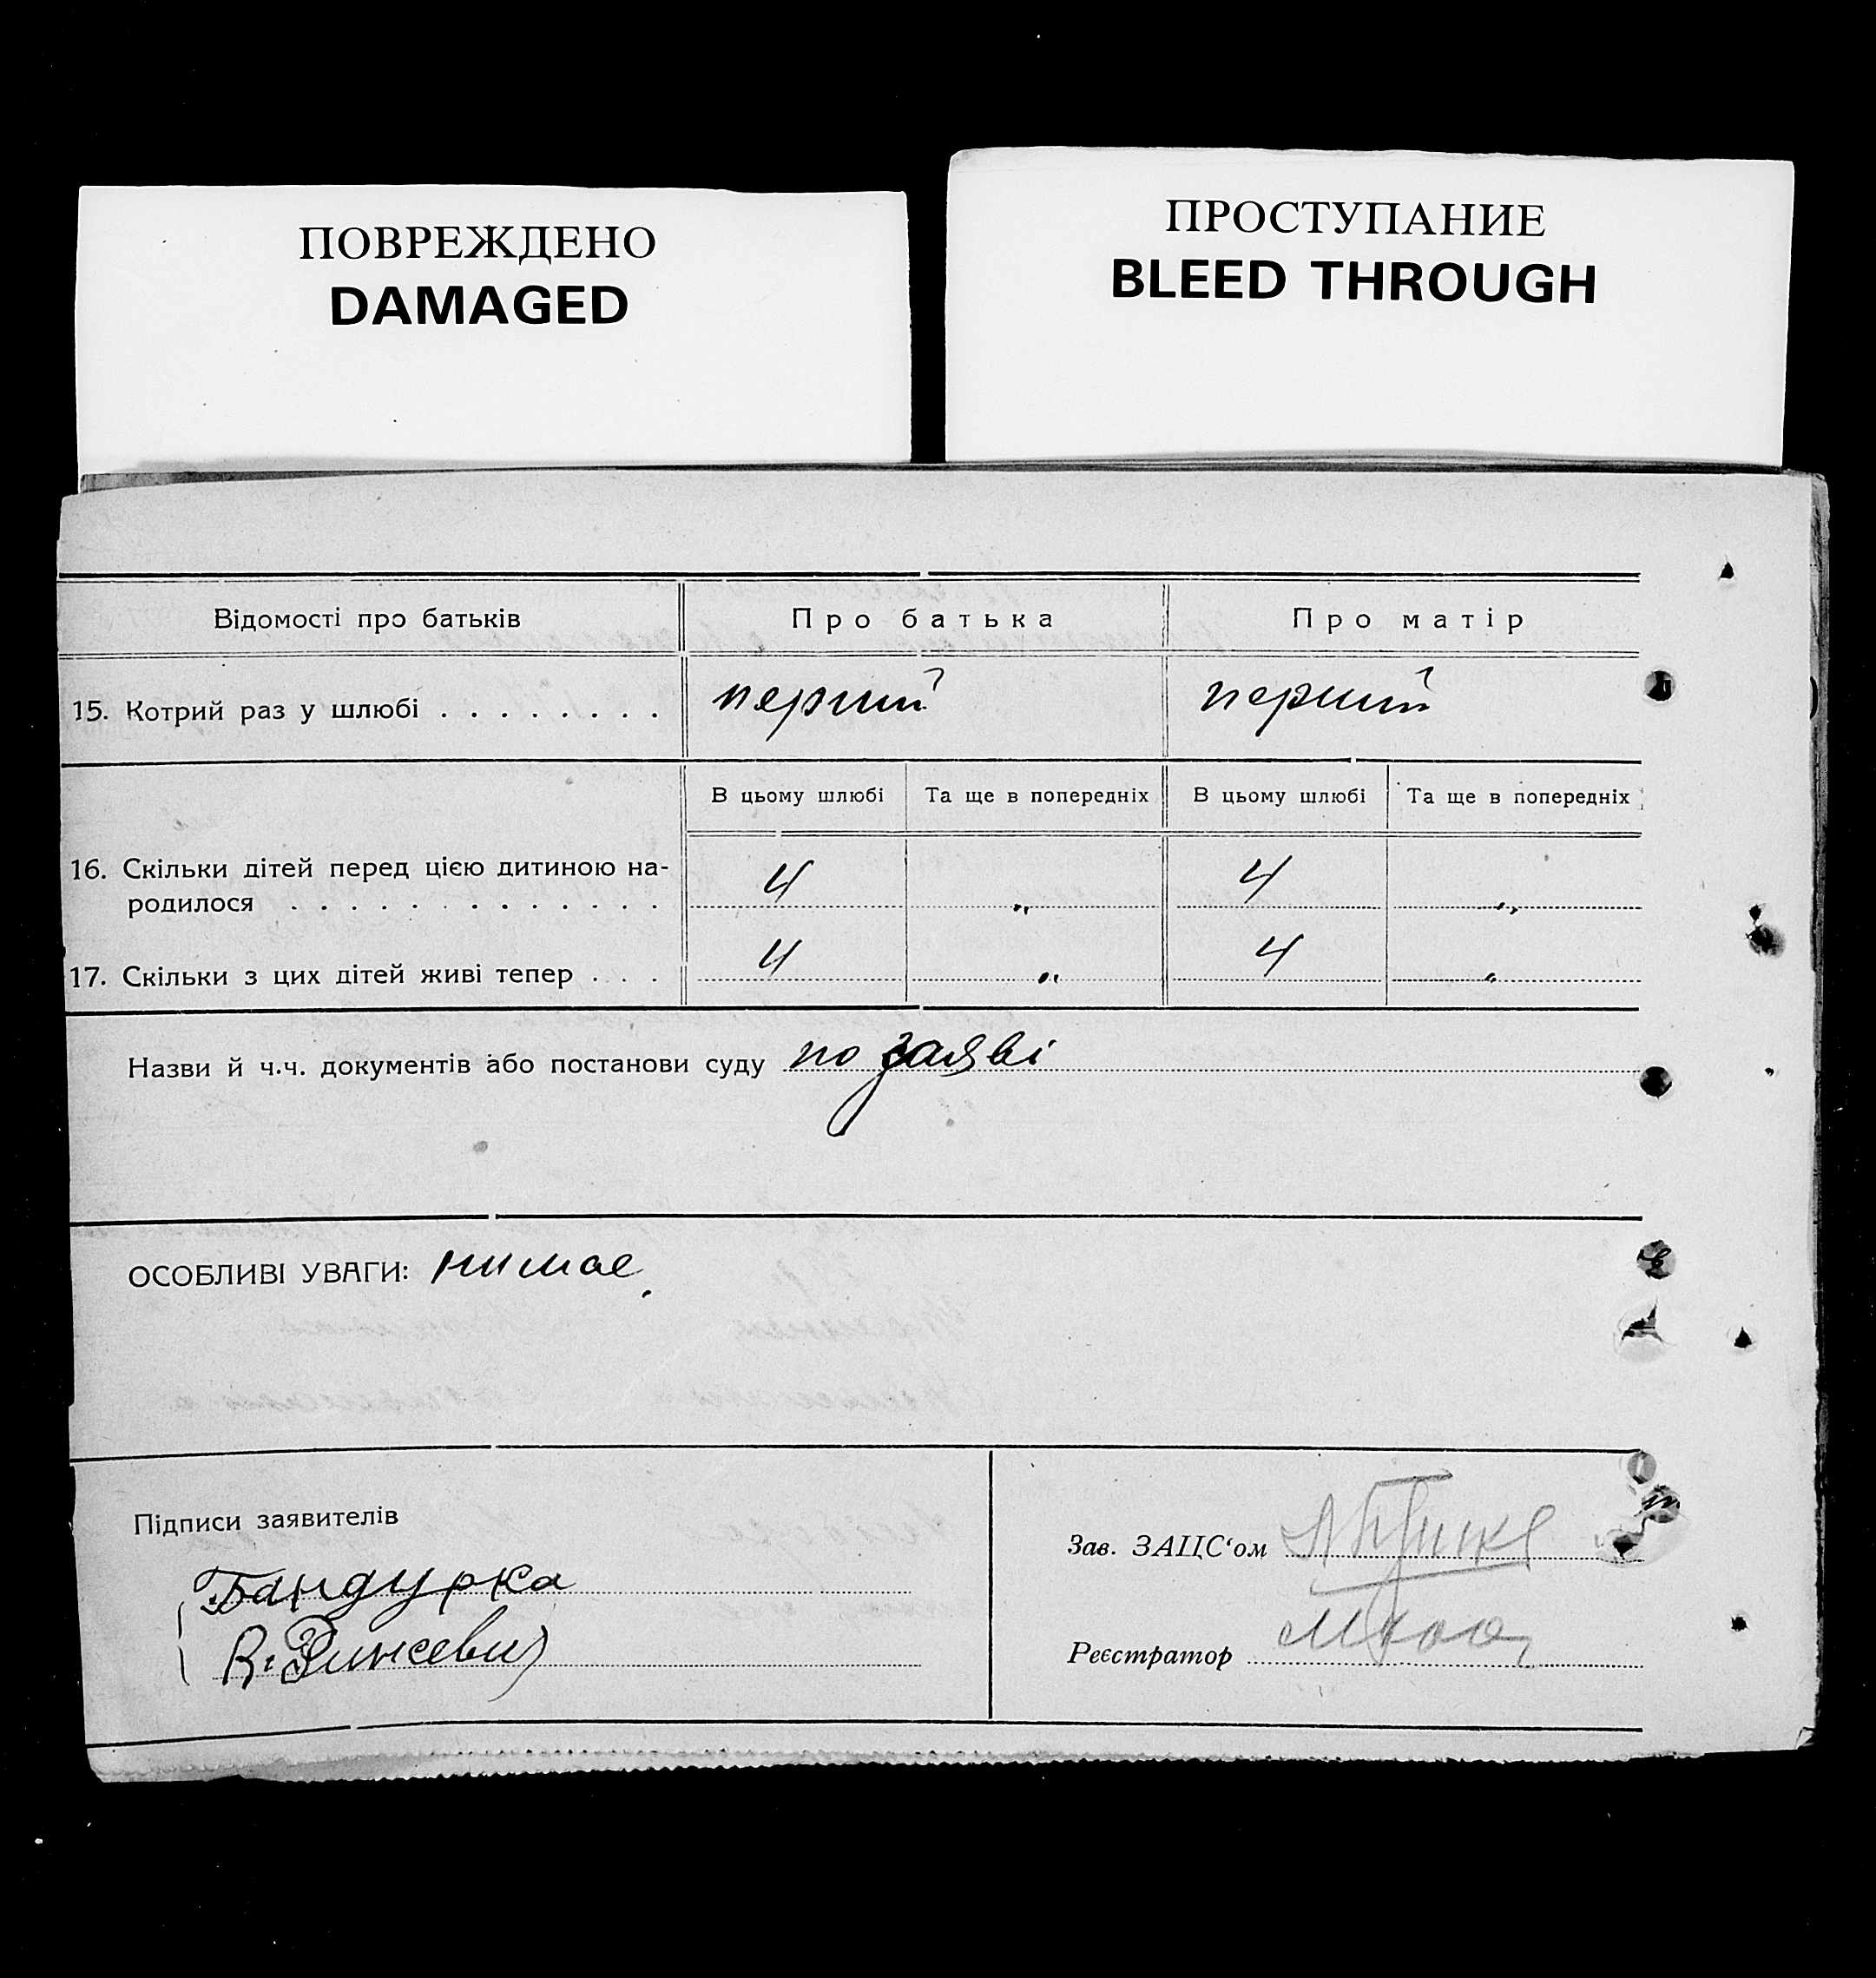 ПОВРЕЖДЕНО
DAMAGED
ПРОСТУПАНИЕ
BLEED THROUGH
Відомості про батьків Про батька Про матір
15. Котрий раз у шлюбі . . . . . . . . перший перший
В цьому шлюбі Та ще в попередніх В цьому шлюбі Та ще в попередніх
16. Скільки дітей перед цією дитиною на-
родилося . . . . . . . . . . . . . 4 „ 4 „
17. Скільки з цих дітей живі тепер . . . 4 „ 4 „
Назви й ч.ч. документів або постанови суду по заяві
ОСОБЛИВІ УВАГИ: нимає
Підписи заявителів
Бандурка
Зав. ЗАЦС‘ом
Реєстратор